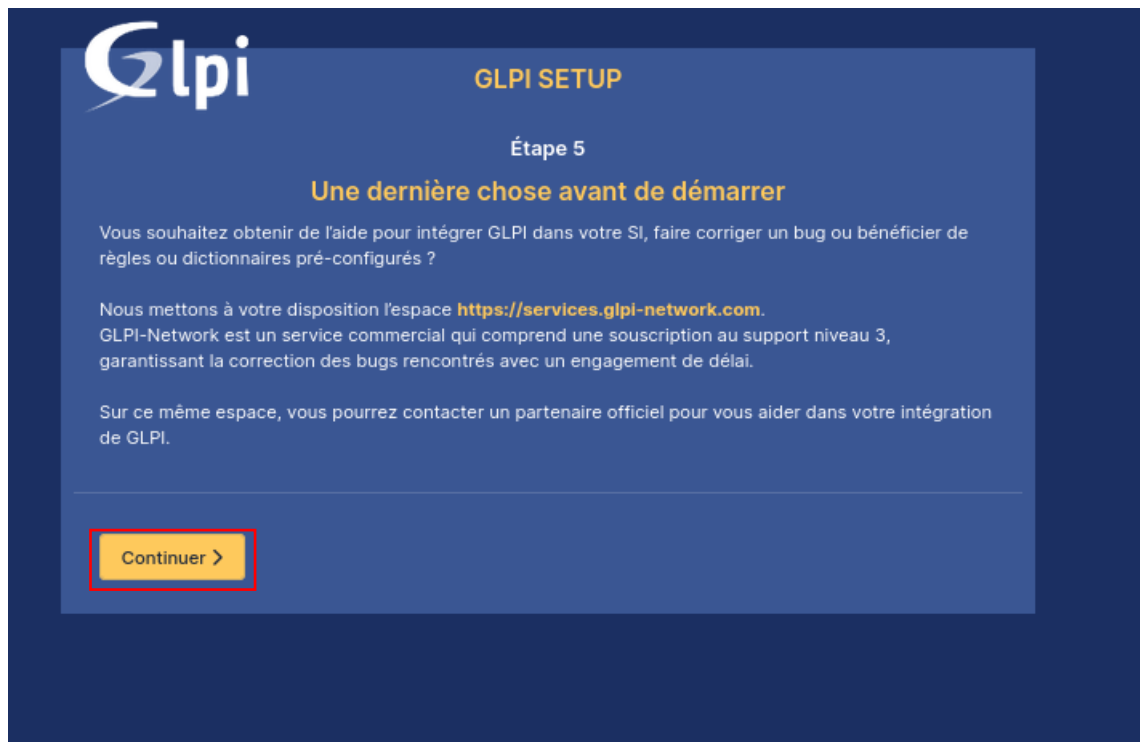 Glpi
GLPI SETUP
Étape 5
Une dernière chose avant de démarrer
Vous souhaitez obtenir de l'aide pour intégrer GLPI dans votre SI, faire corriger un bug ou bénéficier de
règles ou dictionnaires pré-configurés ?
Nous mettons à votre disposition l'espace https://services.glpi-network.com.
GLPI-Network est un service commercial qui comprend une souscription au support niveau 3,
garantissant la correction des bugs rencontrés avec un engagement de délai.
Sur ce même espace, vous pourrez contacter un partenaire officiel pour vous aider dans votre intégration
de GLPI.
Continuer